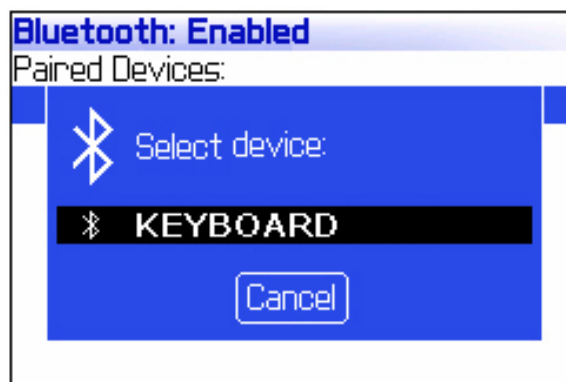 Bluetooth: Enabled
Paired Devices:
Select device:
KEYBOARD
Cancel